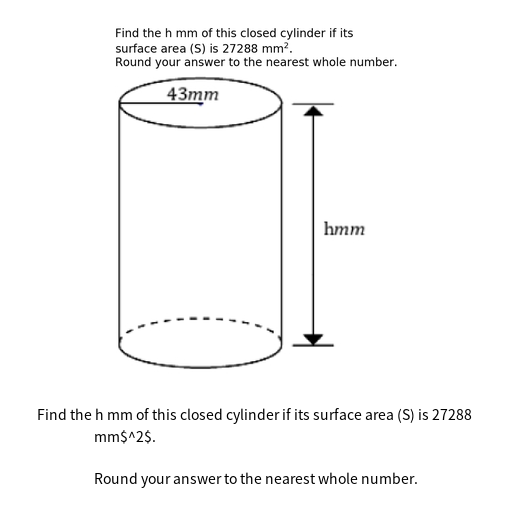 Find the h mm of this closed cylinder if its
surface area (S) is 27288 mm².
Round your answer to the nearest whole number.
43mm
hmm
Find the h mm of this closed cylinder if its surface area (S) is 27288
mm$^2$.
Round your answer to the nearest whole number.